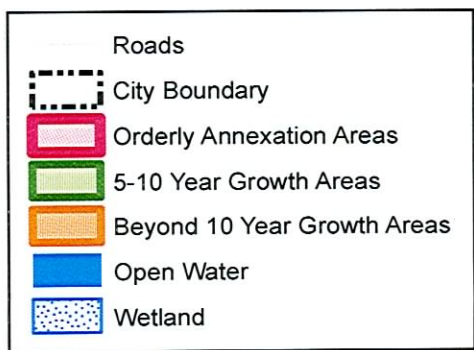 Roads
City Boundary
Orderly Annexation Areas
5-10 Year Growth Areas
Beyond 10 Year Growth Areas
Open Water
Wetland